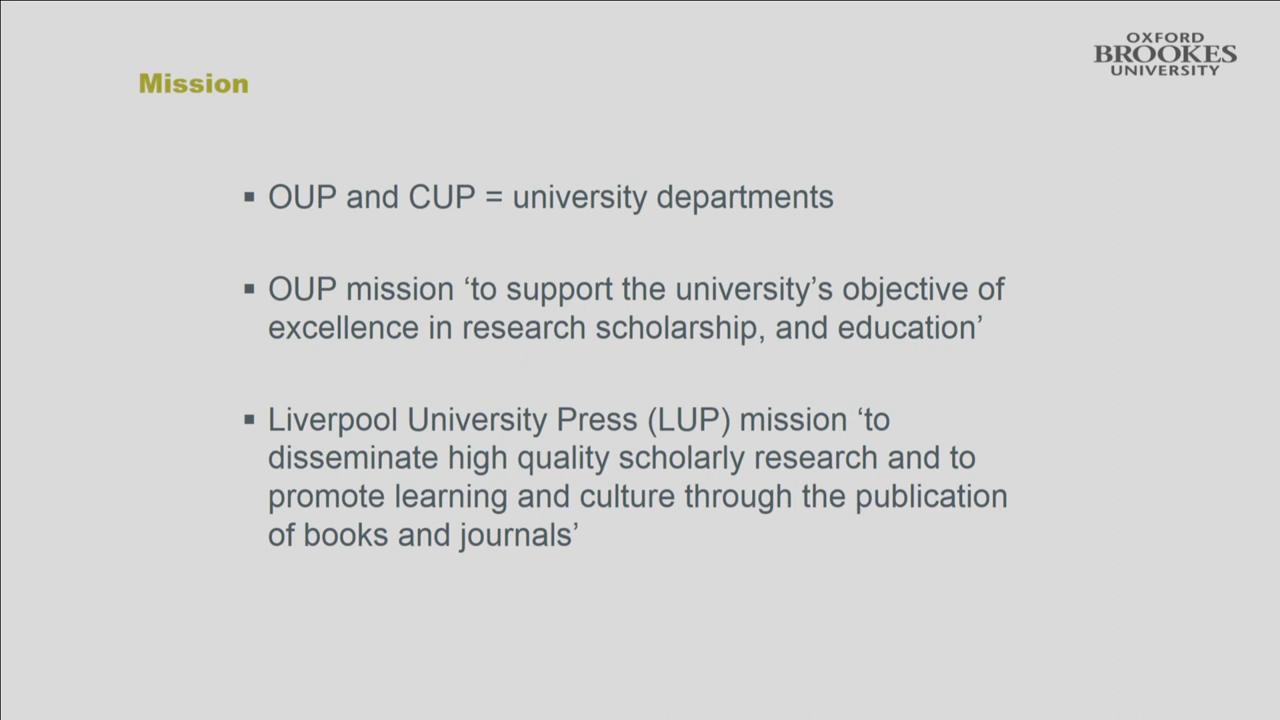 OXFORD
BROOKES
UNIVERSITY
Mission
▪ OUP and CUP = university departments
▪ OUP mission ‘to support the university’s objective of
excellence in research scholarship, and education’
▪ Liverpool University Press (LUP) mission ‘to
disseminate high quality scholarly research and to
promote learning and culture through the publication
of books and journals’